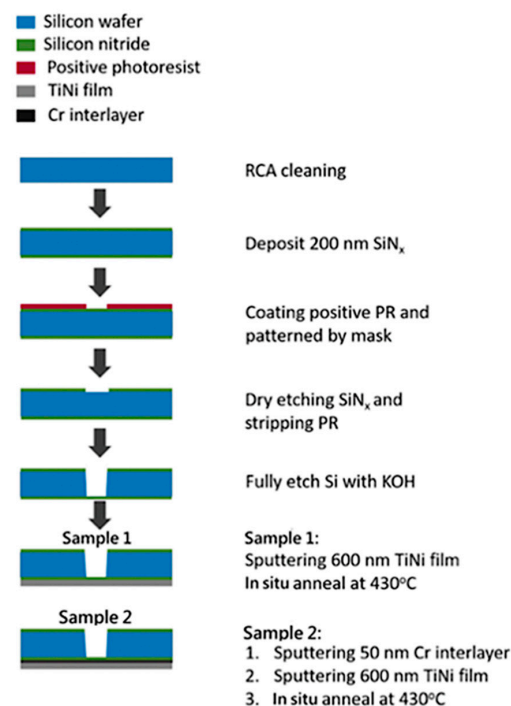 Silicon wafer
Silicon nitride
Positive photoresist
TiNi film
Cr interlayer
RCA cleaning
Deposit 200 nm SiNₓ
Coating positive PR and
patterned by mask
Dry etching SiNₓ and
stripping PR
Fully etch Si with KOH
Sample 1
Sample 1:
Sputtering 600 nm TiNi film
In situ anneal at 430°C
Sample 2
Sample 2:
1. Sputtering 50 nm Cr interlayer
2. Sputtering 600 nm TiNi film
3. In situ anneal at 430°C